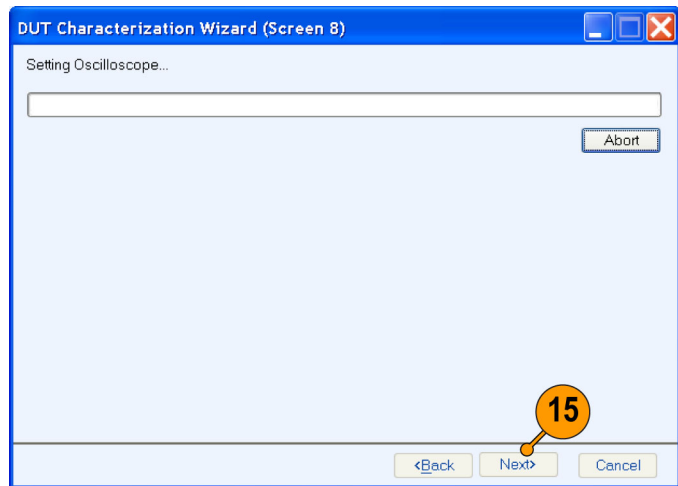 DUT Characterization Wizard (Screen 8)
Setting Oscilloscope...
Abort
15
<Back Next> Cancel